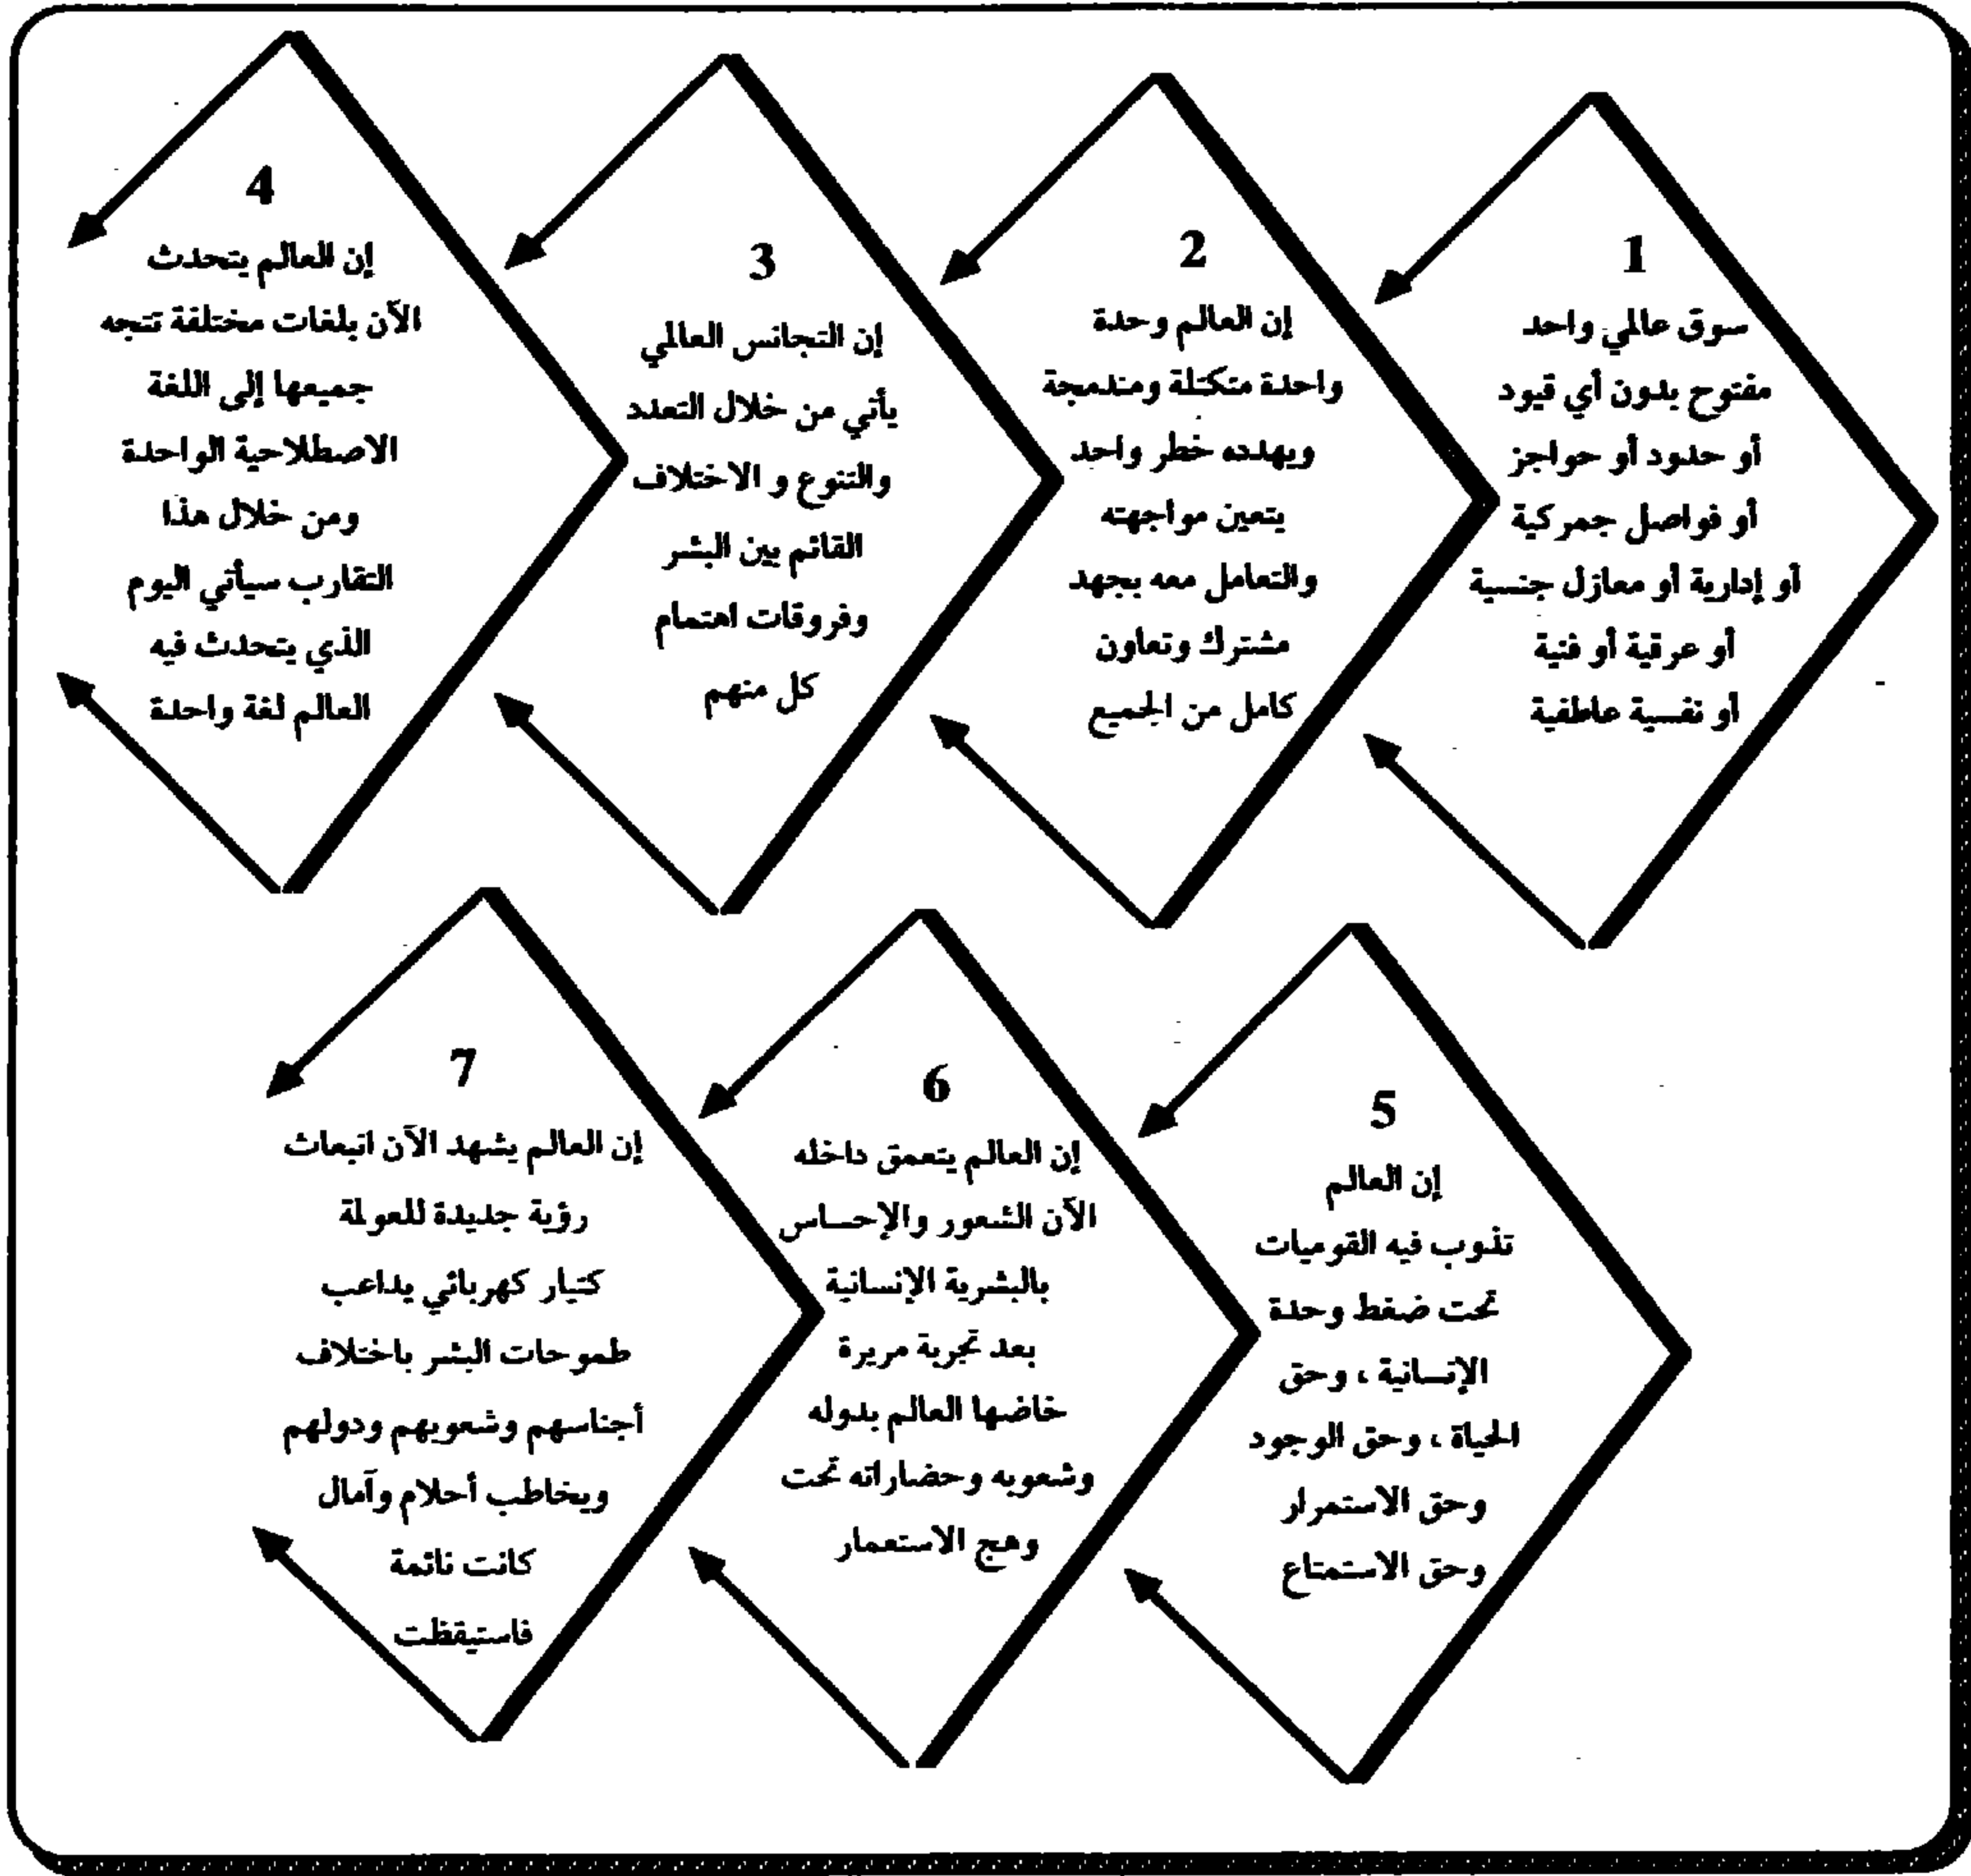 1
سوق عالمي واحد
مفتوح بدون أي قيود
أو حدود أو حواجز
أو فواصل جمركية
أو إدارية أو معازل جنسية
أو عرقية أو فنية
أو نفسية عاطفية
2
إن العالم وحدة
واحدة متكتلة ومندمجة
ويهدده خطر واحد
يتعين مواجهته
والتعامل معه بجهد
مشترك وتعاون
كامل من الجميع
3
إن التجانس العالمي
يأتي من خلال التعدد
والتنوع و الاختلاف
القائم بين البشر
وفروقات اهتمام
كل منهم
4
إن العالم يتحدث
الآن بلغات مختلفة تتجه
جميعها إلى اللغة
الاصطلاحية الواحدة
ومن خلال هذا
التقارب سيأتي اليوم
الذي يتحدث فيه
العالم لغة واحدة
5
إن العالم
تذوب فيه القوميات
تحت ضغط وحدة
الإنسانية ، وحق
الحياة ، وحق الوجود
وحق الاستمرار
وحق الاستمتاع
6
إن العالم يتعمق داخله
الآن الشعور والإحساس
بالبشرية الإنسانية
بعد تجربة مريرة
خاضها العالم بدوله
وشعوبه وحضاراته تحت
وهج الاستعمار
7
إن العالم يشهد الآن انبعاث
رؤية جديدة للعولمة
كتيار كهربائي يداعب
طموحات البشر باختلاف
أجناسهم وشعوبهم ودولهم
ويخاطب أحلام وآمال
كانت نائمة
فاستيقظت